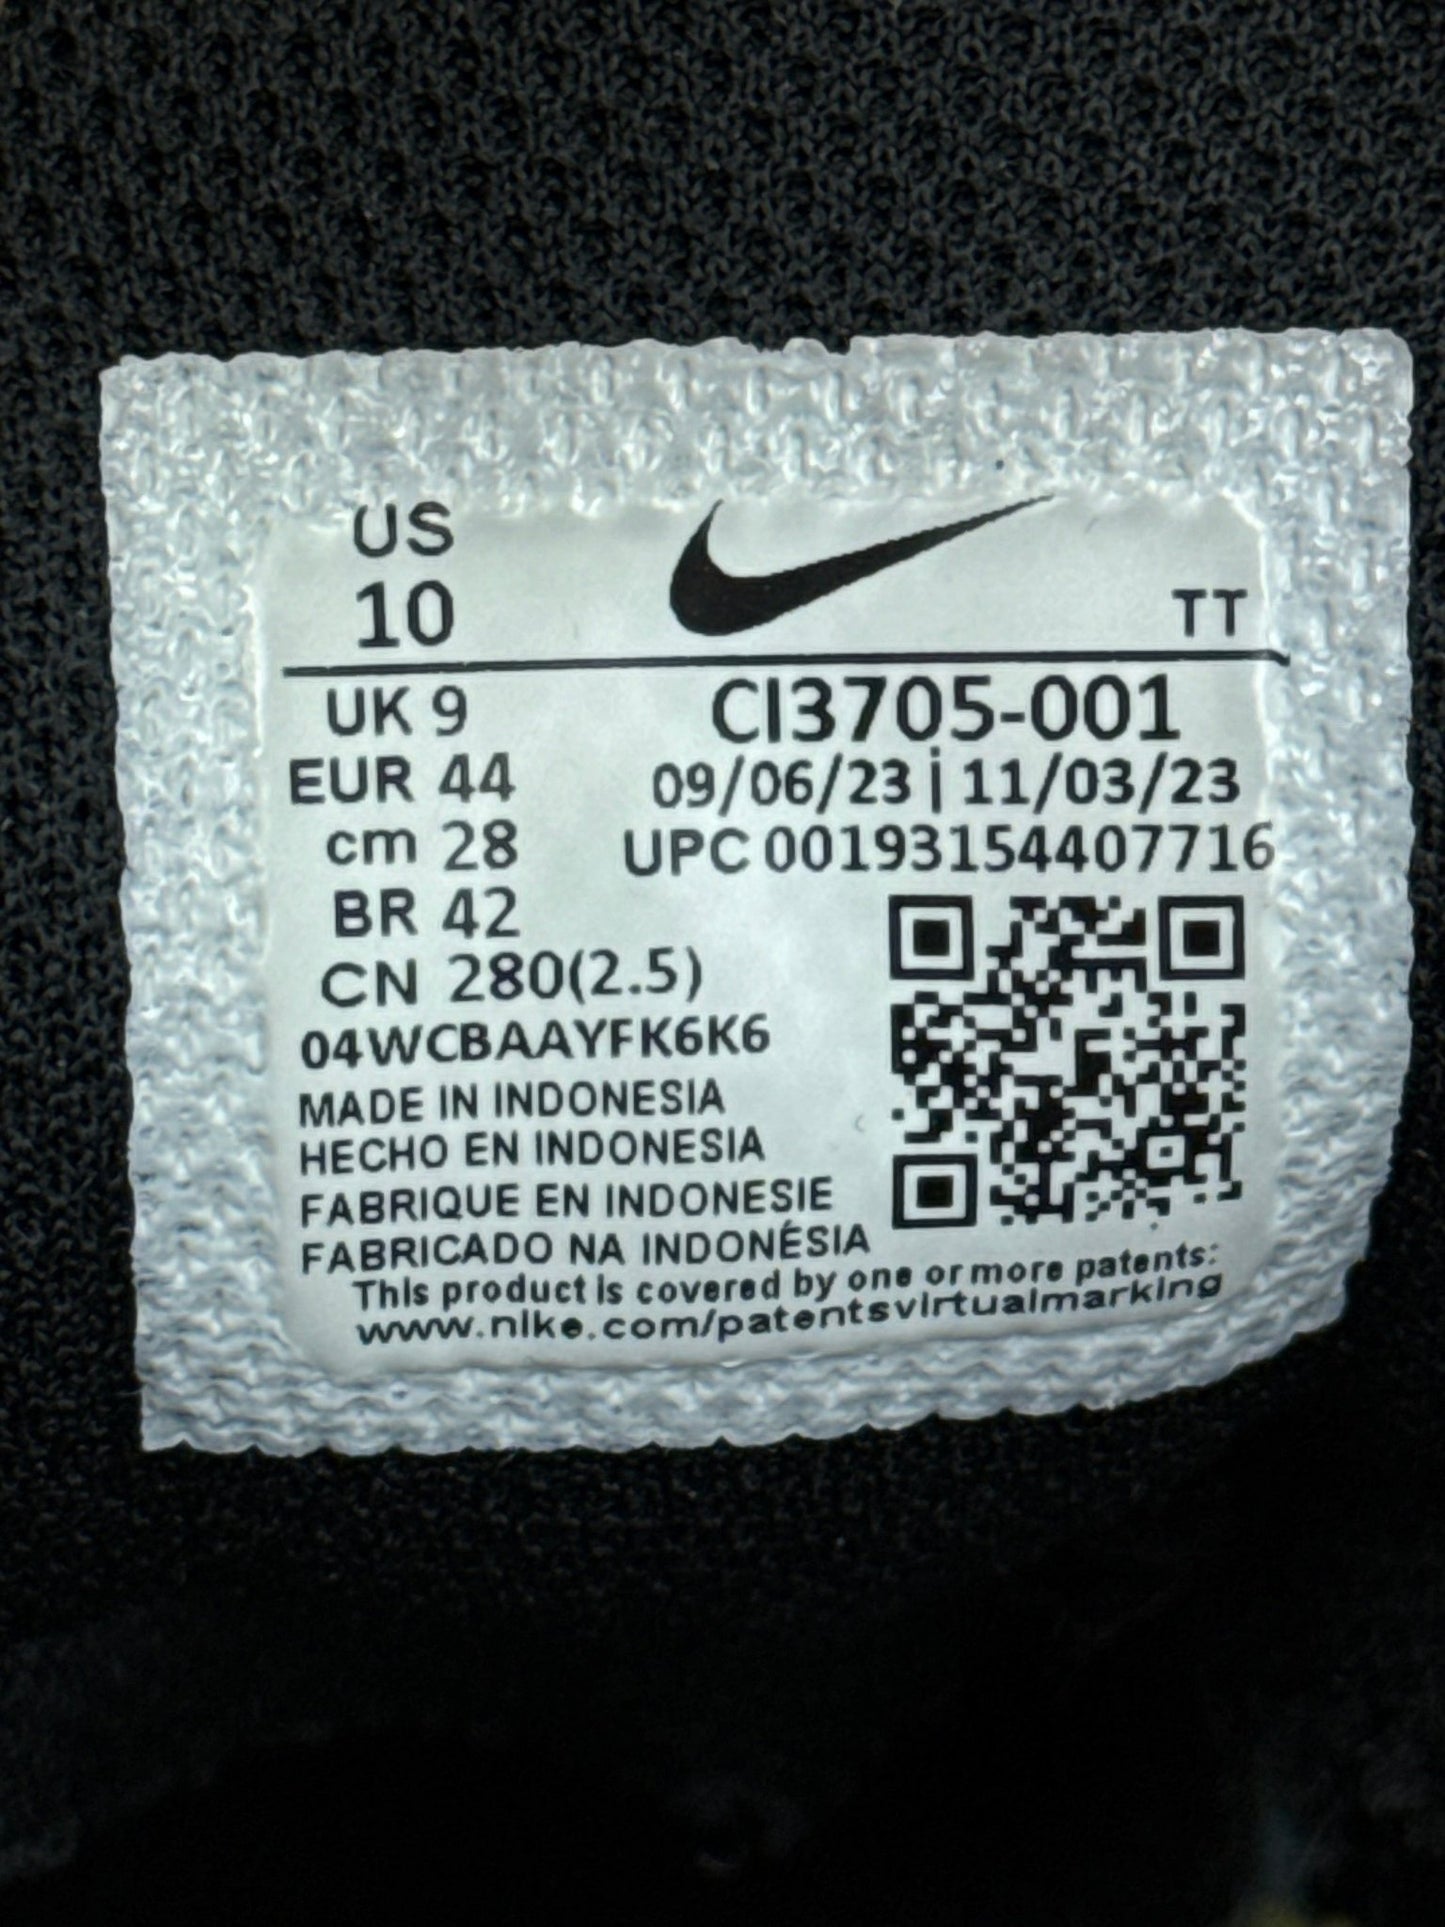 US
10
TT
UK 9
CI3705-001
EUR 44
09/06/23 | 11/03/23
cm 28
UPC 00193154407716
BR 42
CN 280(2.5)
04WCBAAYFK6K6
MADE IN INDONESIA
HECHO EN INDONESIA
FABRIQUE EN INDONESIE
FABRICADO NA INDONÉSIA
This product is covered by one or more patents:
www.nike.com/patentsvirtualmarking